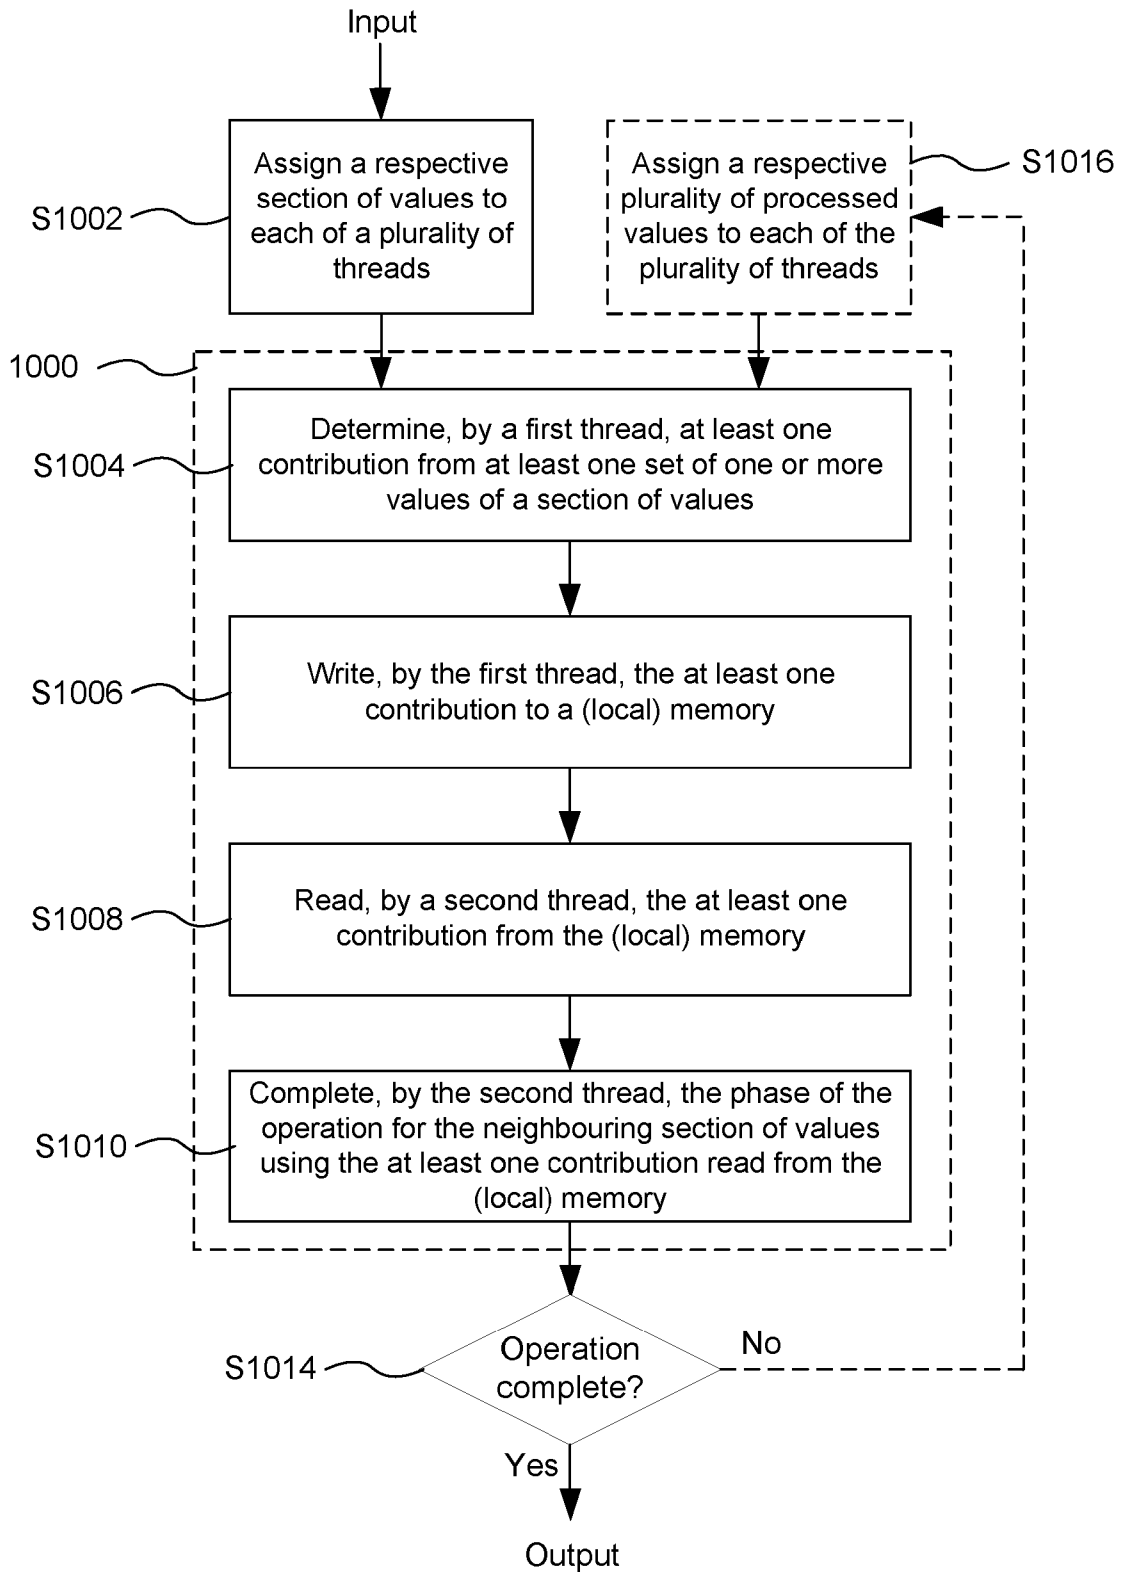 Input
Assign a respective
section of values to
each of a plurality of
threads
S1002
Assign a respective
plurality of processed
values to each of the
plurality of threads
S1016
1000
Determine, by a first thread, at least one
contribution from at least one set of one or more
values of a section of values
S1004
Write, by the first thread, the at least one
contribution to a (local) memory
S1006
Read, by a second thread, the at least one
contribution from the (local) memory
S1008
Complete, by the second thread, the phase of the
operation for the neighbouring section of values
using the at least one contribution read from the
(local) memory
S1010
Operation
complete?
S1014
No
Yes
Output